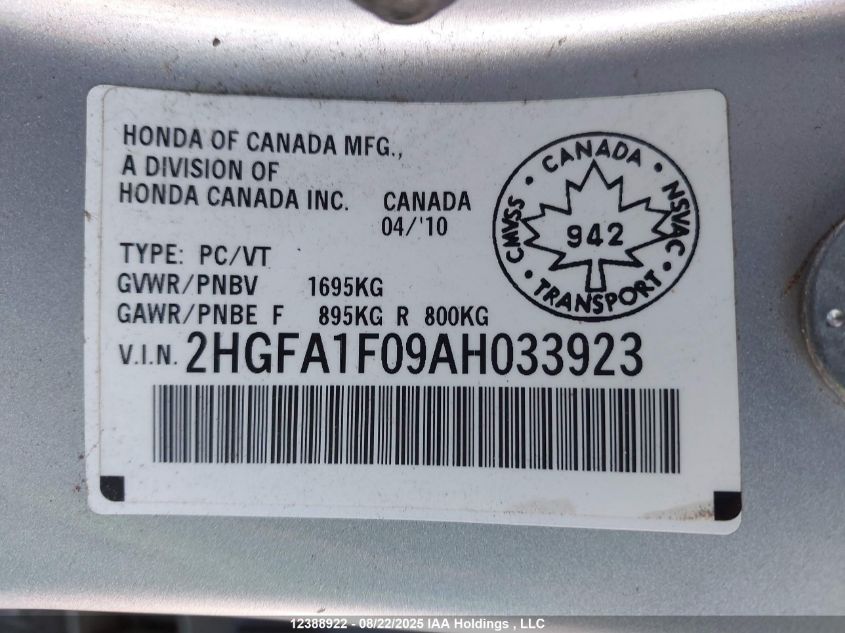 HONDA OF CANADA MFG.,
A DIVISION OF
HONDA CANADA INC. CANADA
04/'10
TYPE: PC/VT
GVWR/PNBV 1695KG
GAWR/PNBE F 895KG R 800KG
V.I.N. 2HGFA1F09AH033923
CANADA
CMVSS
NSVAC
942
TRANSPORT
12388922 - 08/22/2025 IAA Holdings , LLC